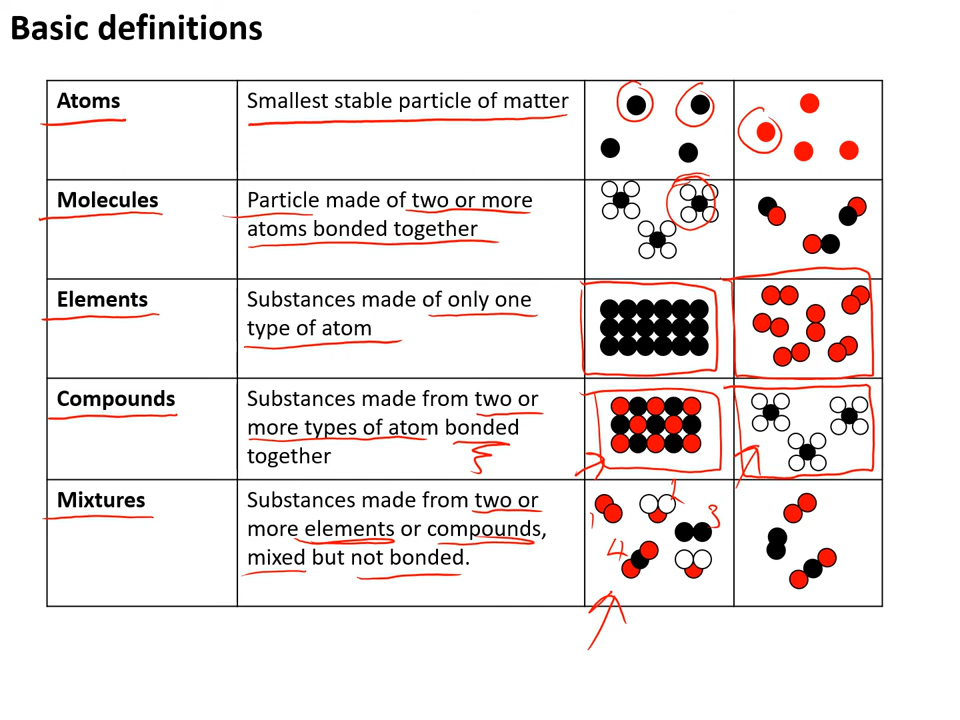 Basic definitions
Atoms
Smallest stable particle of matter
Molecules
Particle made of two or more
atoms bonded together
Elements
Substances made of only one
type of atom
Compounds
Substances made from two or
more types of atom bonded
together
Mixtures
Substances made from two or
more elements or compounds,
mixed but not bonded.
1
2
3
4